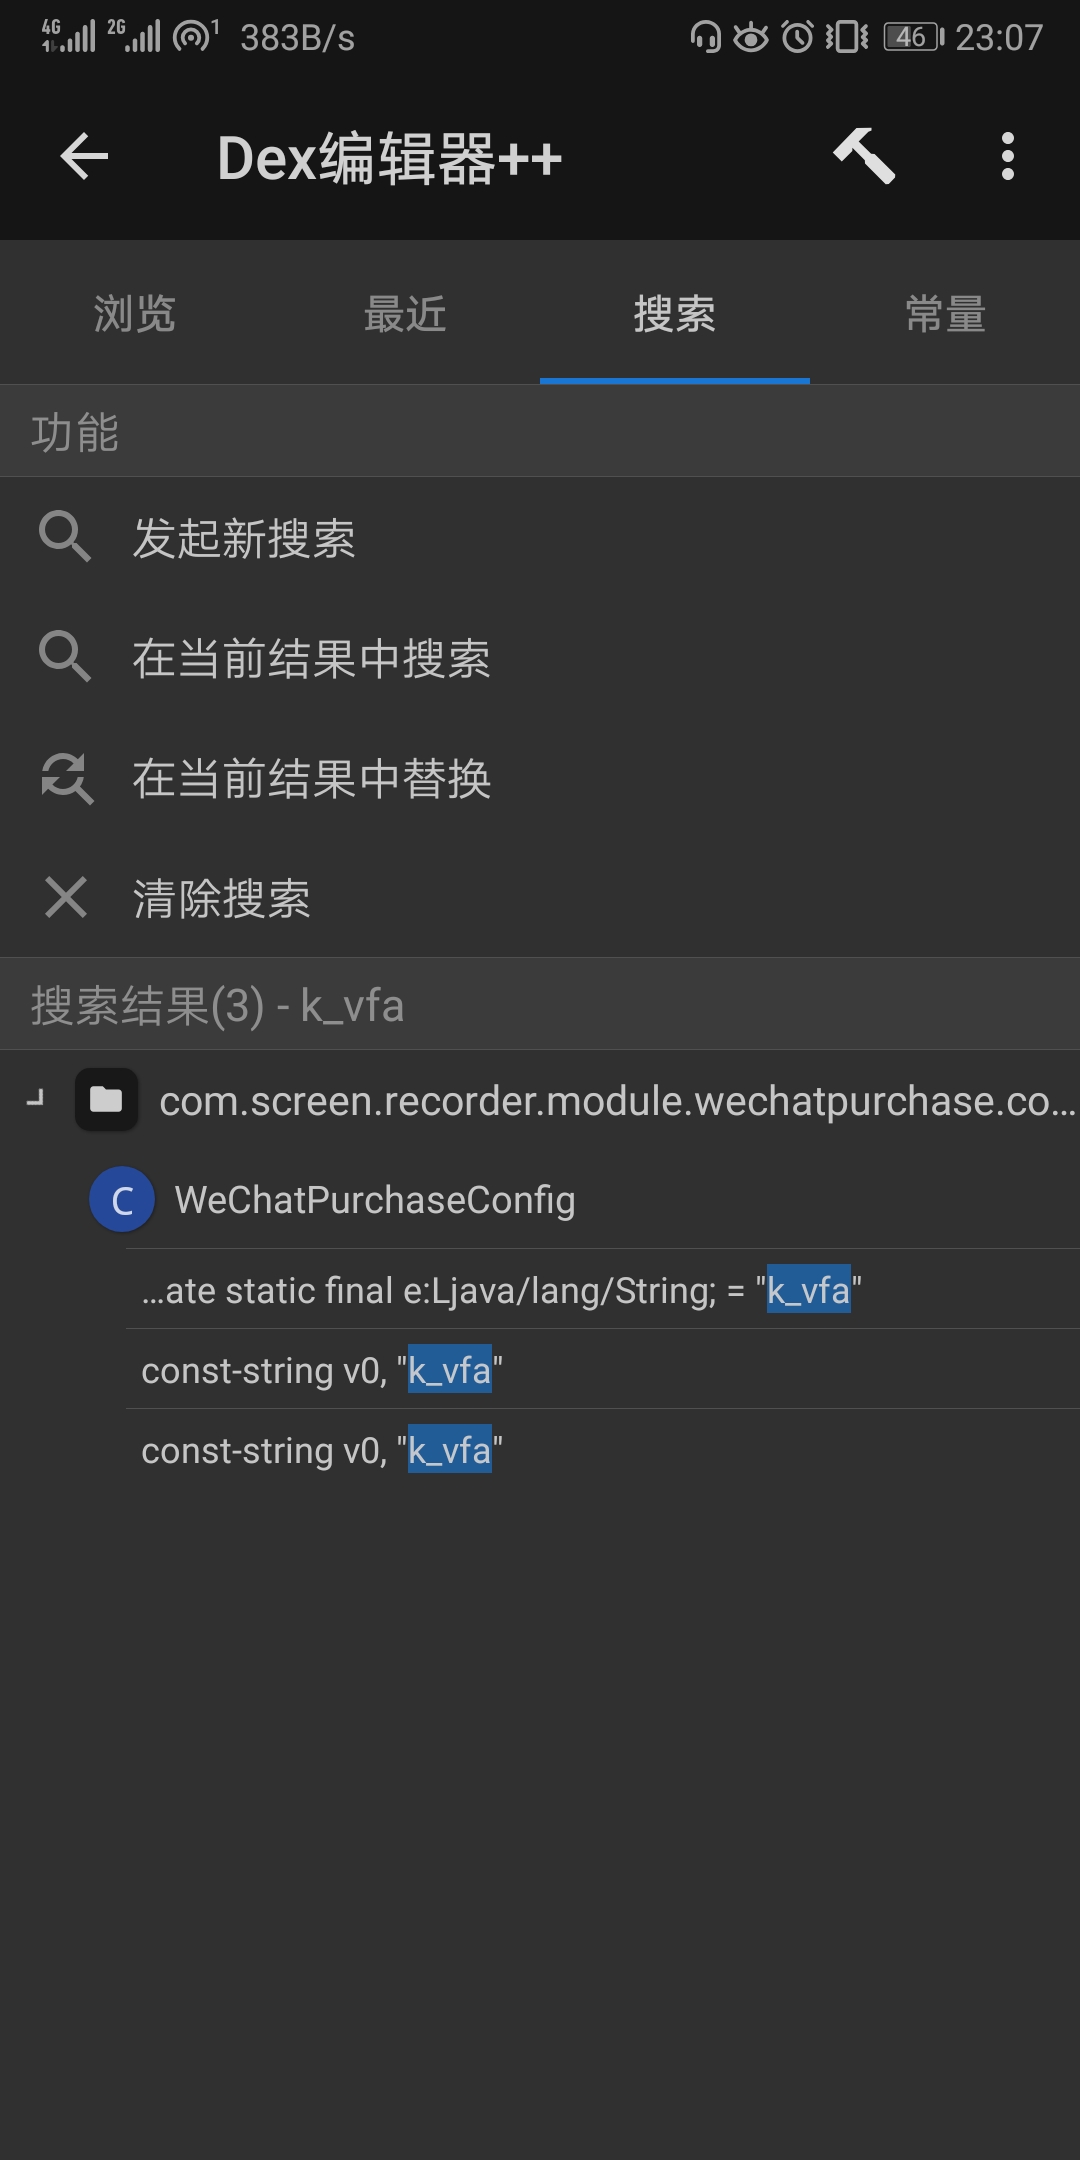 4G 2G 1 383B/s 46 23:07
Dex编辑器++
浏览 最近 搜索 常量
功能
发起新搜索
在当前结果中搜索
在当前结果中替换
清除搜索
搜索结果(3) - k_vfa
com.screen.recorder.module.wechatpurchase.co...
C WeChatPurchaseConfig
...ate static final e:Ljava/lang/String; = "k_vfa"
const-string v0, "k_vfa"
const-string v0, "k_vfa"